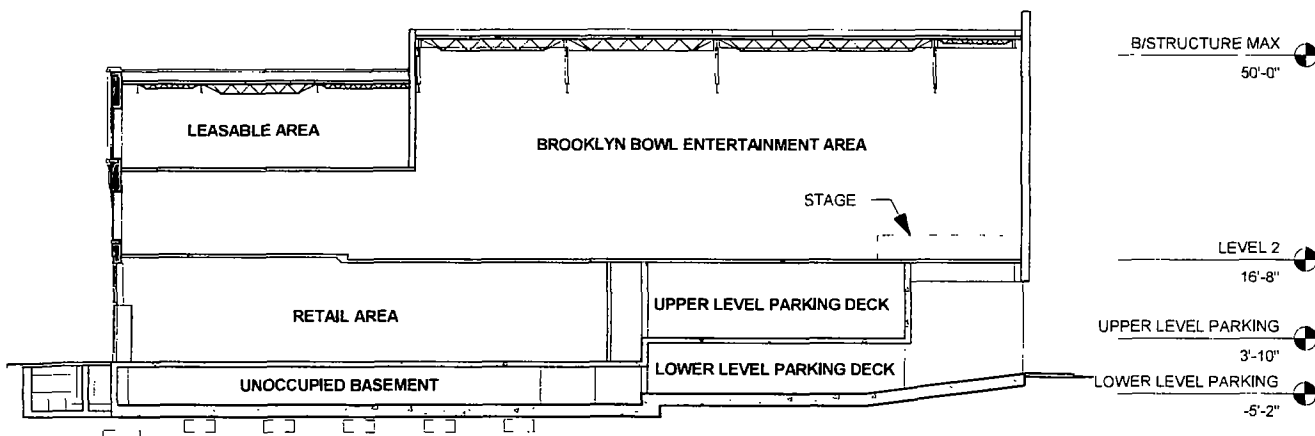 B/STRUCTURE MAX
50'-0"
LEASABLE AREA
BROOKLYN BOWL ENTERTAINMENT AREA
STAGE
LEVEL 2
16'-8"
UPPER LEVEL PARKING DECK
RETAIL AREA
UPPER LEVEL PARKING
3'-10"
LOWER LEVEL PARKING DECK
UNOCCUPIED BASEMENT
LOWER LEVEL PARKING
-5'-2"